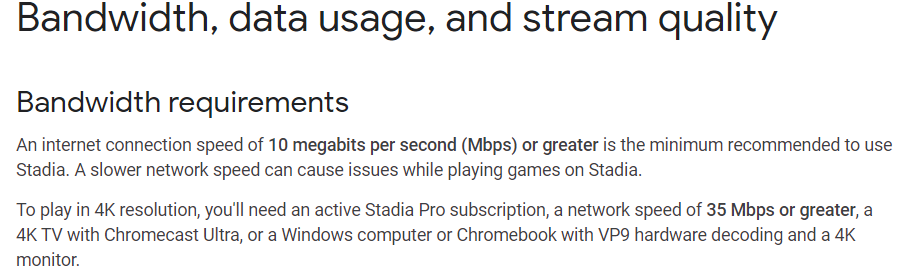 Bandwidth, data usage, and stream quality
Bandwidth requirements
An internet connection speed of 10 megabits per second (Mbps) or greater is the minimum recommended to use
Stadia. A slower network speed can cause issues while playing games on Stadia.
To play in 4K resolution, you'll need an active Stadia Pro subscription, a network speed of 35 Mbps or greater, a
4K TV with Chromecast Ultra, or a Windows computer or Chromebook with VP9 hardware decoding and a 4K
monitor.